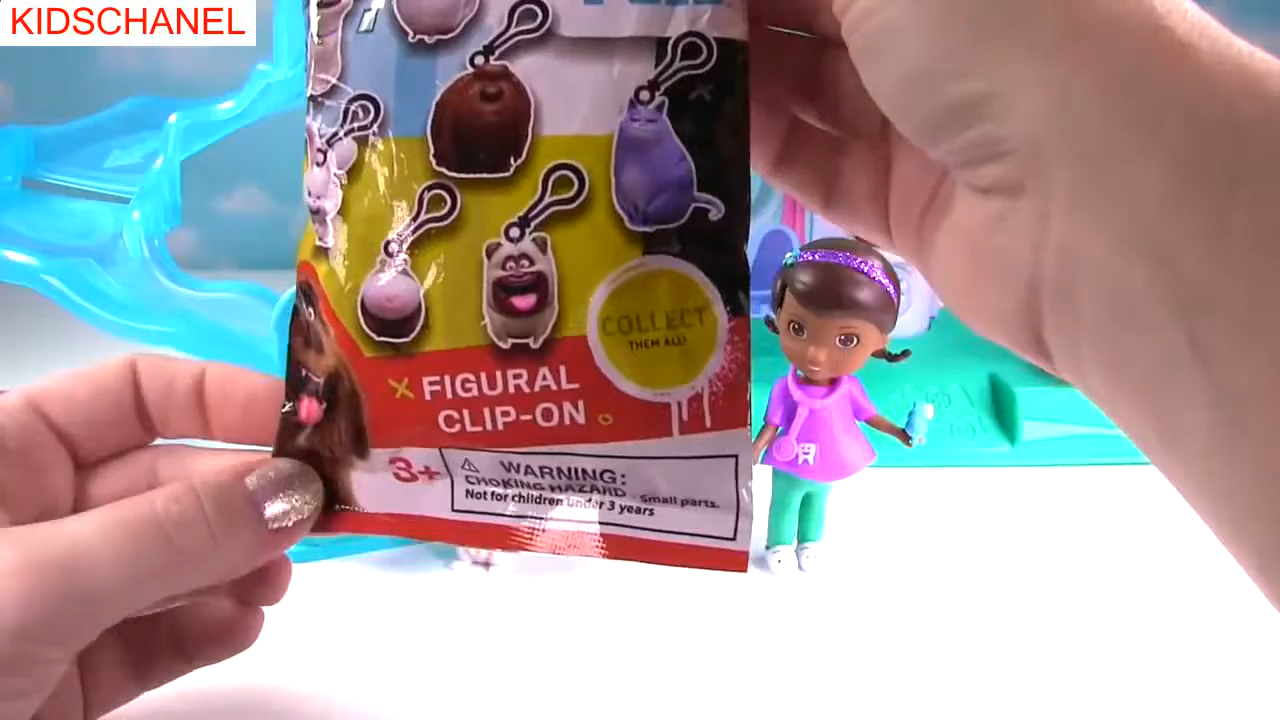 KIDSCHANEL
COLLECT
THEM ALL!
FIGURAL
CLIP-ON
3+
WARNING:
CHOKING HAZARD - Small parts.
Not for children under 3 years